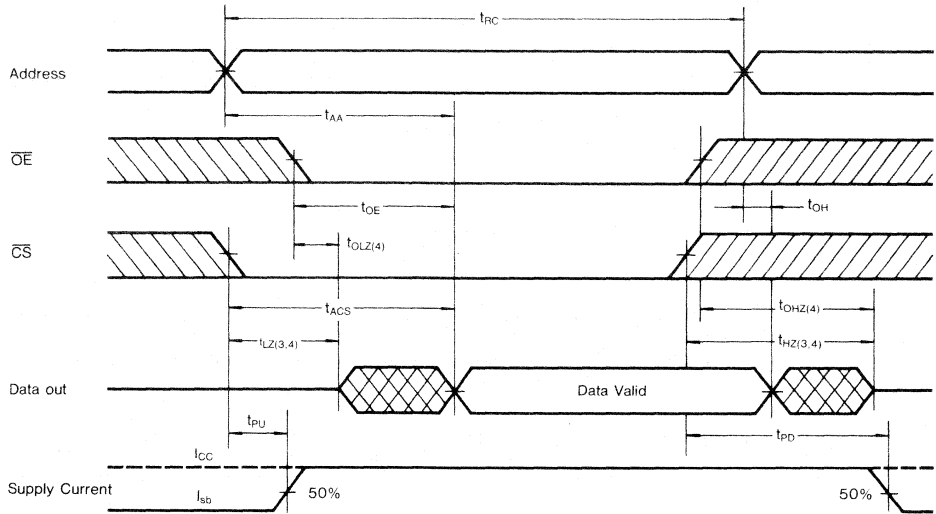 tRC
Address
tAA
OE
tOE
tOH
tOLZ(4)
CS
tACS
tOHZ(4)
tLZ(3,4)
tHZ(3,4)
Data out
Data Valid
tPU
tPD
ICC
Supply Current
Isb
50%
50%